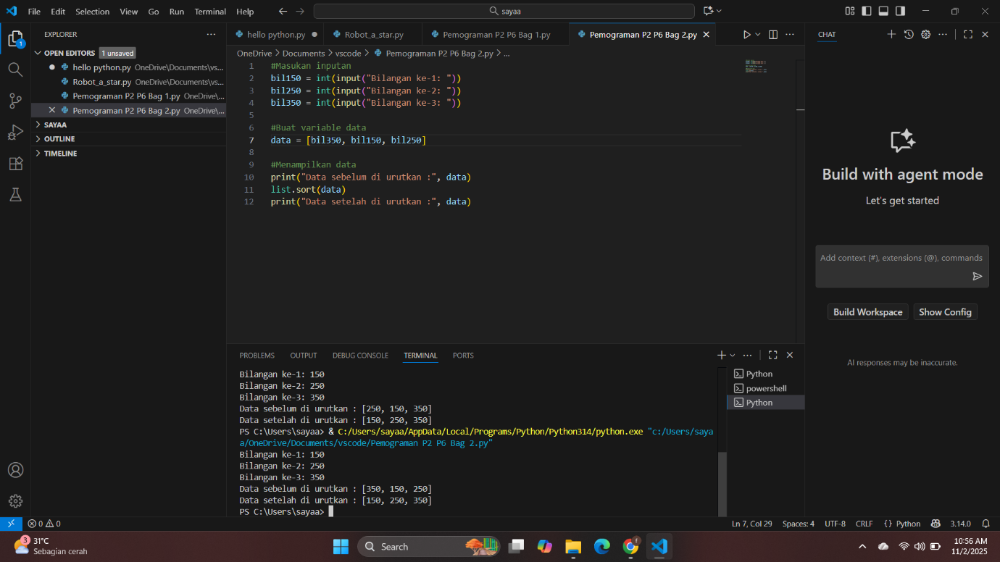 File Edit Selection View Go Run Terminal Help
sayaa
EXPLORER
OPEN EDITORS 1 unsaved
hello python.py OneDrive\Documents\vs...
Robot_a_star.py OneDrive\Documents...
Pemograman P2 P6 Bag 1.py OneDrive\...
Pemograman P2 P6 Bag 2.py OneDrive\...
SAYAA
OUTLINE
TIMELINE
hello python.py Robot_a_star.py Pemograman P2 P6 Bag 1.py Pemograman P2 P6 Bag 2.py
OneDrive > Documents > vscode > Pemograman P2 P6 Bag 2.py > ...
1 #Masukan inputan
2 bil150 = int(input("Bilangan ke-1: "))
3 bil250 = int(input("Bilangan ke-2: "))
4 bil350 = int(input("Bilangan ke-3: "))
5
6 #Buat variable data
7 data = [bil350, bil150, bil250]
8
9 #Menampilkan data
10 print("Data sebelum di urutkan :", data)
11 list.sort(data)
12 print("Data setelah di urutkan :", data)
PROBLEMS OUTPUT DEBUG CONSOLE TERMINAL PORTS
Bilangan ke-1: 150
Bilangan ke-2: 250
Bilangan ke-3: 350
Data sebelum di urutkan : [250, 150, 350]
Data setelah di urutkan : [150, 250, 350]
PS C:\Users\sayaa> & C:/Users/sayaa/AppData/Local/Programs/Python/Python314/python.exe "c:/Users/saya
a/OneDrive/Documents/vscode/Pemograman P2 P6 Bag 2.py"
Bilangan ke-1: 150
Bilangan ke-2: 250
Bilangan ke-3: 350
Data sebelum di urutkan : [350, 150, 250]
Data setelah di urutkan : [150, 250, 350]
PS C:\Users\sayaa>
Python
powershell
Python
CHAT
Build with agent mode
Let's get started
Add context (#), extensions (@), commands
Build Workspace Show Config
AI responses may be inaccurate.
0 0
Ln 7, Col 29 Spaces: 4 UTF-8 CRLF {} Python 3.14.0
1
3
31°C
Sebagian cerah
Search
10:56 AM
11/2/2025